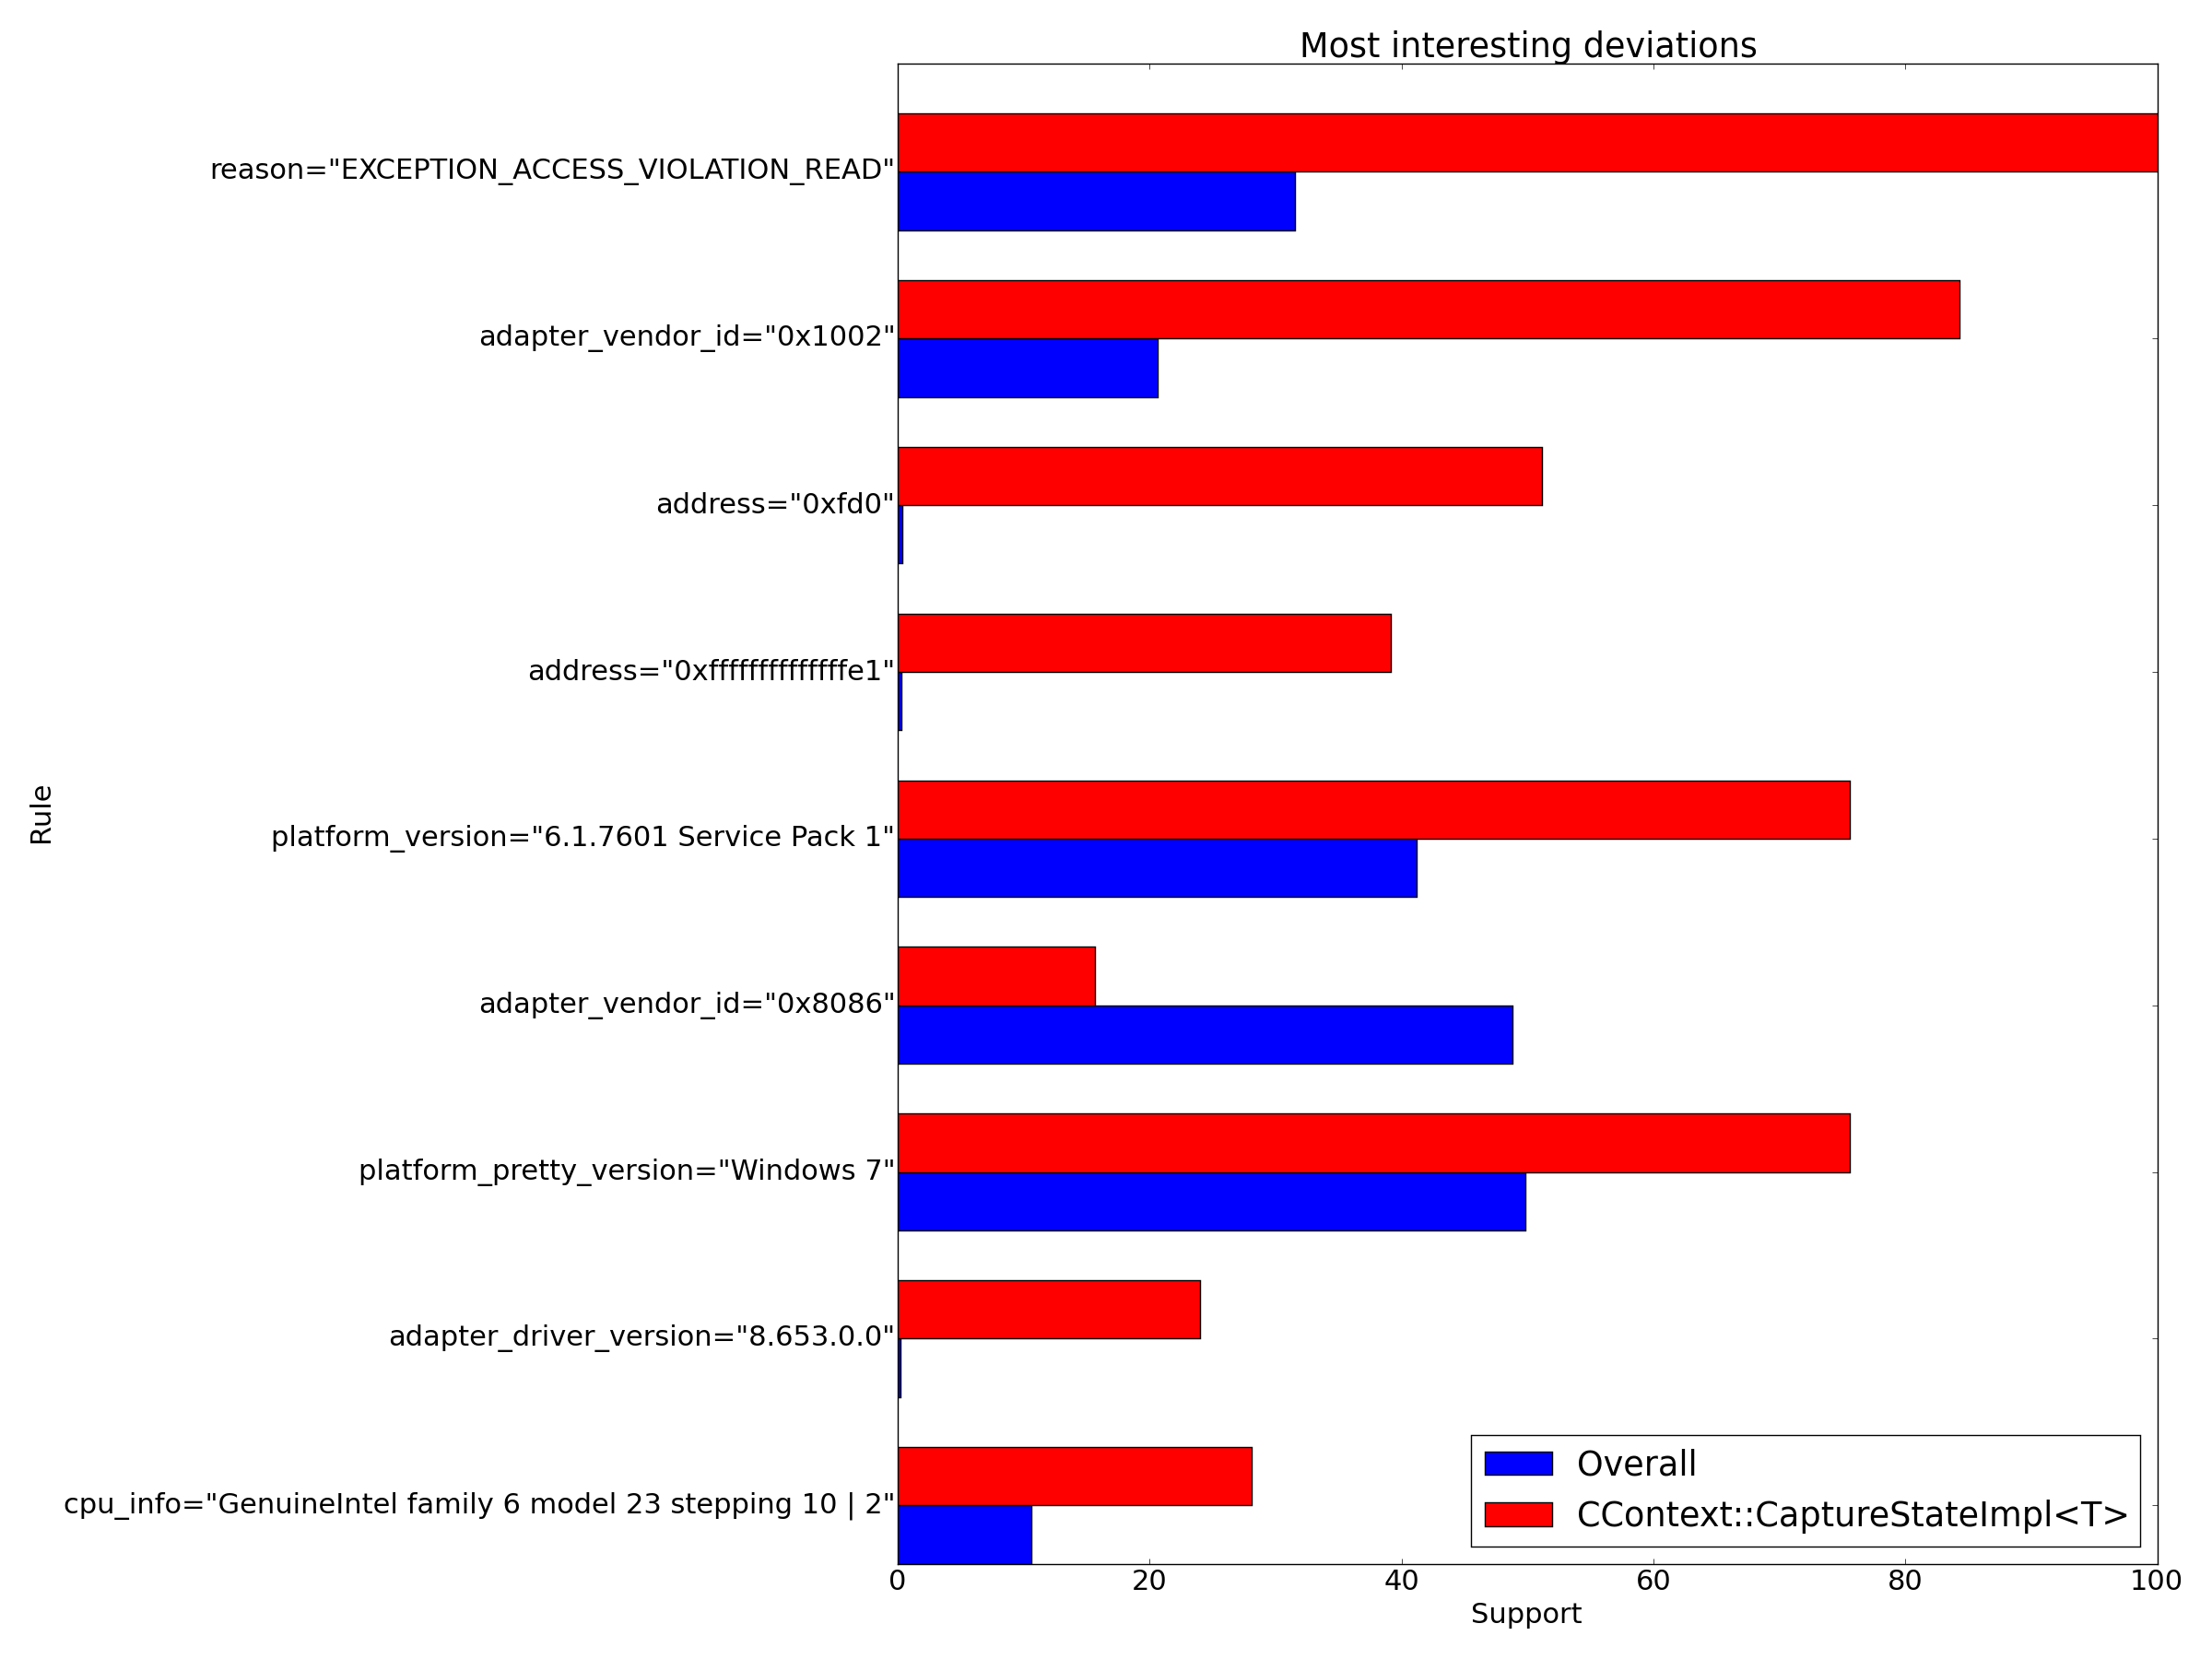 Most interesting deviations
reason="EXCEPTION_ACCESS_VIOLATION_READ"
adapter_vendor_id="0x1002"
address="0xfd0"
address="0xffffffffffffffe1"
platform_version="6.1.7601 Service Pack 1"
adapter_vendor_id="0x8086"
platform_pretty_version="Windows 7"
adapter_driver_version="8.653.0.0"
cpu_info="GenuineIntel family 6 model 23 stepping 10 | 2"
Rule
Overall
CContext::CaptureStateImpl<T>
0 20 40 60 80 100
Support